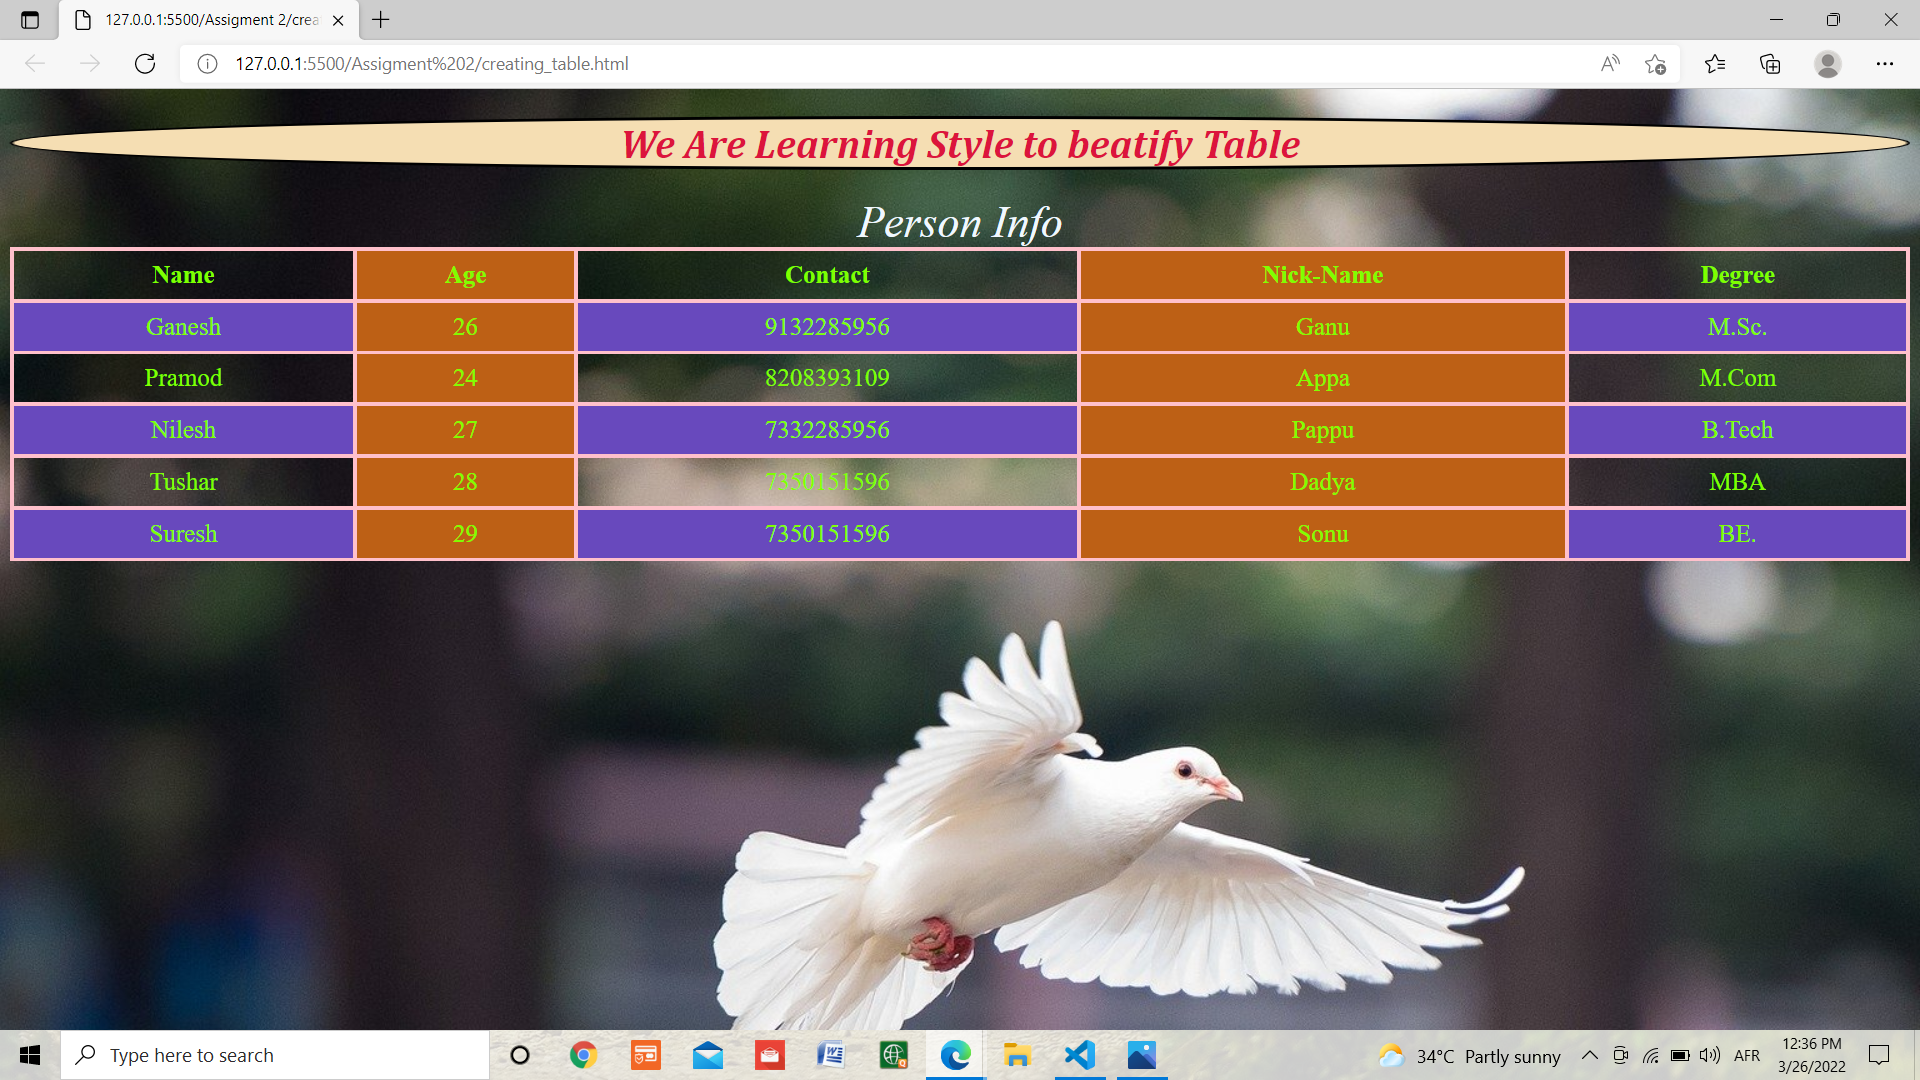 127.0.0.1:5500/Assigment 2/crea
127.0.0.1:5500/Assigment%202/creating_table.html
We Are Learning Style to beatify Table
Person Info
Name Age Contact Nick-Name Degree
Ganesh 26 9132285956 Ganu M.Sc.
Pramod 24 8208393109 Appa M.Com
Nilesh 27 7332285956 Pappu B.Tech
Tushar 28 7350151596 Dadya MBA
Suresh 29 7350151596 Sonu BE.
Type here to search
34°C Partly sunny
AFR
12:36 PM
3/26/2022